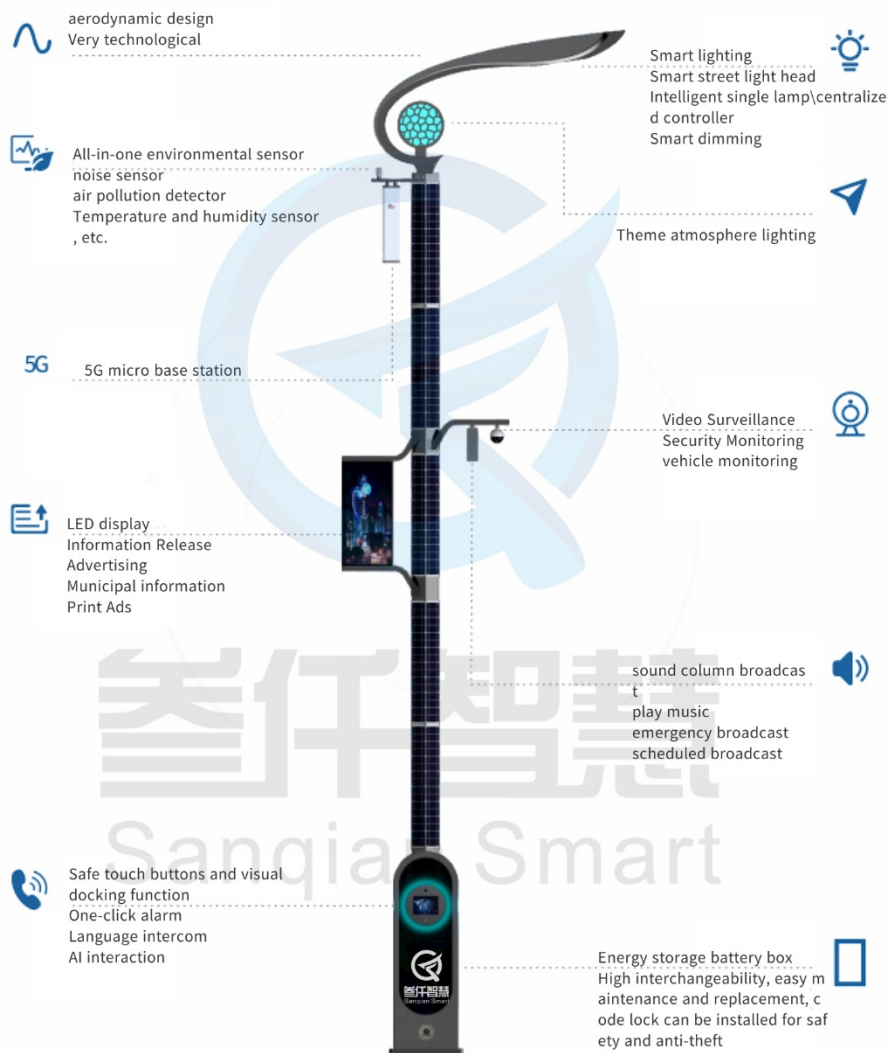 aerodynamic design
Very technological
Smart lighting
Smart street light head
Intelligent single lamp\centralize
d controller
Smart dimming
All-in-one environmental sensor
noise sensor
air pollution detector
Temperature and humidity sensor
, etc.
Theme atmosphere lighting
5G
5G micro base station
Video Surveillance
Security Monitoring
vehicle monitoring
LED display
Information Release
Advertising
Municipal information
Print Ads
sound column broadcas
t
play music
emergency broadcast
scheduled broadcast
叁仟智慧
Sanqian Smart
Safe touch buttons and visual
docking function
One-click alarm
Language intercom
AI interaction
叁仟智慧
Sanqian Smart
Energy storage battery box
High interchangeability, easy m
aintenance and replacement, c
ode lock can be installed for saf
ety and anti-theft